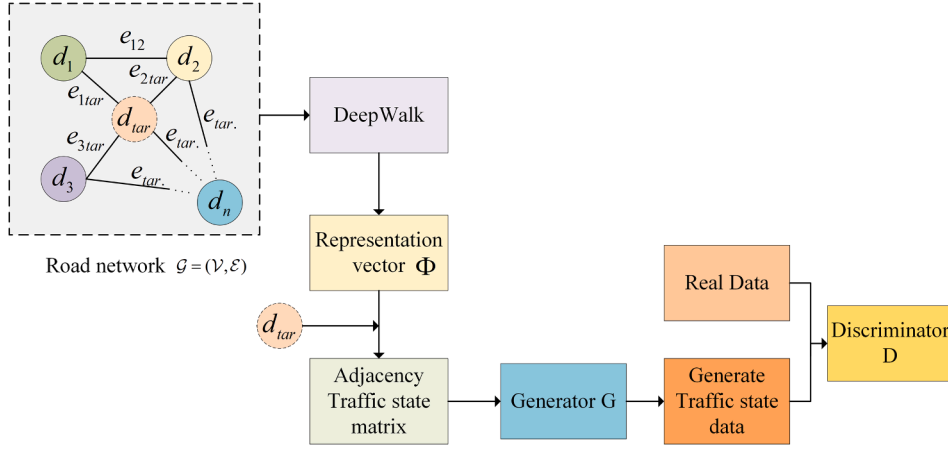 d1
e12
d2
e1tar
e2tar
dtar
etar.
etar.
e3tar
d3
etar.
dn
Road network 𝒢=(𝒱,ℰ)
DeepWalk
Representation
vector Φ
dtar
Adjacency
Traffic state
matrix
Generator G
Real Data
Generate
Traffic state
data
Discriminator
D